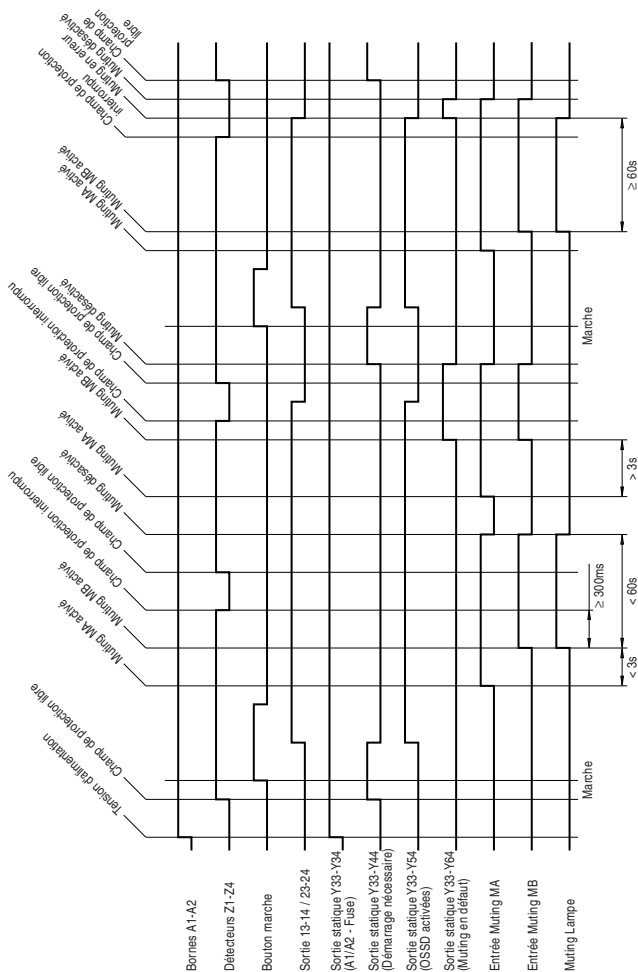 Tension d'alimentation
Champ de protection libre
Muting MA activé
Muting MB activé
Champ de protection interrompu
Champ de protection libre
Muting désactivé
Muting MA activé
Muting MB activé
Champ de protection interrompu
Champ de protection libre
Muting désactivé
Muting MA activé
Muting MB activé
Champ de protection
interrompu
Muting en erreur
Muting désactivé
Champ de
protection
libre
Bornes A1-A2
Détecteurs Z1-Z4
Bouton marche
Sortie 13-14 / 23-24
Sortie statique Y33-Y34
(A1/A2 - Fuse)
Sortie statique Y33-Y44
(Démarrage nécessaire)
Sortie statique Y33-Y54
(OSSD activées)
Sortie statique Y33-Y64
(Muting en défaut)
Entrée Muting MA
Entrée Muting MB
Muting Lampe
Marche
< 3s
≥ 300ms
< 60s
> 3s
Marche
≥ 60s